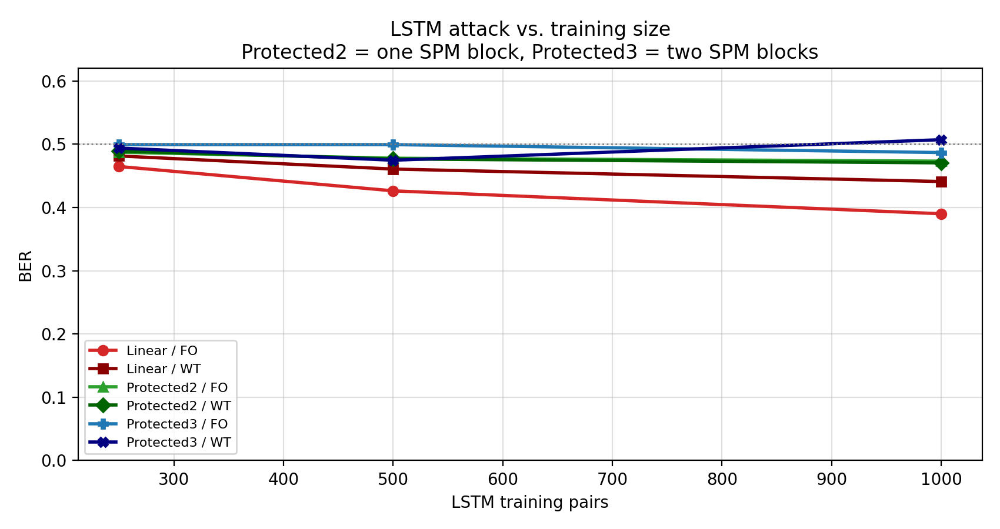 LSTM attack vs. training size
Protected2 = one SPM block, Protected3 = two SPM blocks
0.6
0.5
0.4
0.3
0.2
0.1
0.0
BER
Linear / FO
Linear / WT
Protected2 / FO
Protected2 / WT
Protected3 / FO
Protected3 / WT
300 400 500 600 700 800 900 1000
LSTM training pairs